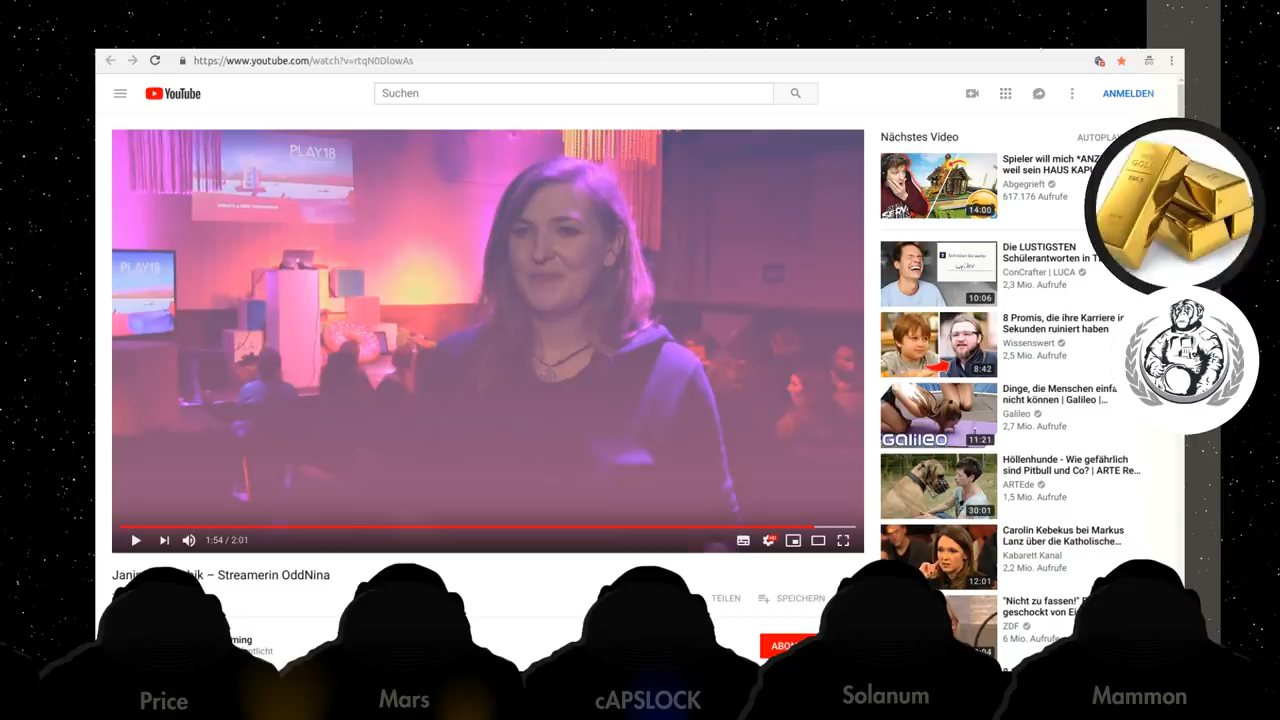 https://www.youtube.com/watch?v=rtqN0DlowAs
YouTube
Suchen
ANMELDEN
PLAY18
PLAY18
Nächstes Video
AUTOPLAY
Spieler will mich *ANZ
weil sein HAUS KAPU
Abgegrieft
617.176 Aufrufe
14:00
GOLD
Die LUSTIGSTEN
Schülerantworten in T
ConCrafter | LUCA
2,3 Mio. Aufrufe
10:06
8 Promis, die ihre Karriere in
Sekunden ruiniert haben
Wissenswert
2,5 Mio. Aufrufe
8:42
Dinge, die Menschen einfa
nicht können | Galileo |...
Galileo
2,7 Mio. Aufrufe
GALILEO
11:21
Höllenhunde - Wie gefährlich
sind Pitbull und Co? | ARTE Re...
ARTEde
1,5 Mio. Aufrufe
30:01
Carolin Kebekus bei Markus
Lanz über die Katholische...
Kabarett Kanal
2,2 Mio. Aufrufe
12:01
"Nicht zu fassen!"
geschockt von Ei
ZDF
6 Mio. Aufrufe
1:54 / 2:01
HD
– Streamerin OddNina
TEILEN
SPEICHERN
ming
ntlicht
ABON
Price
Mars
cAPSLOCK
Solanum
Mammon